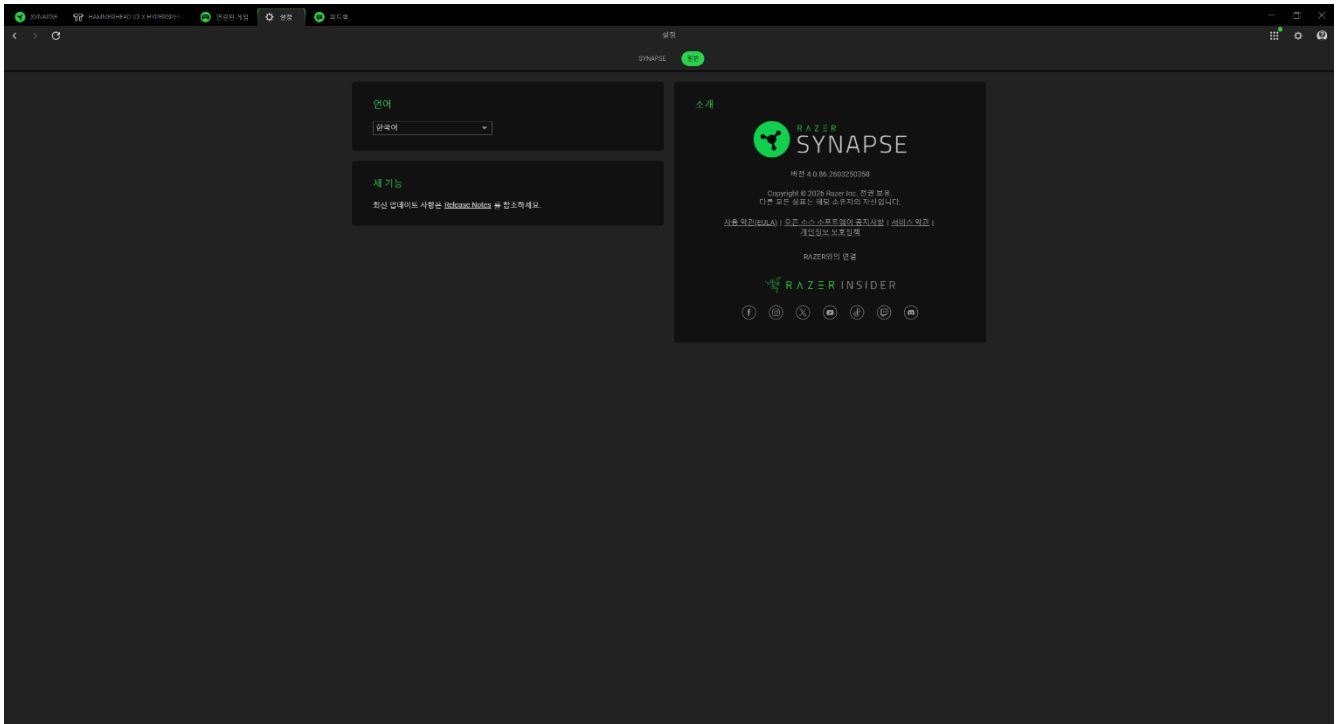 SYNAPSE
HAMMERHEAD V3 X HYPERSPE
연결된 게임
설정
피드백
설정
SYNAPSE
일반
언어
한국어
새 기능
최신 업데이트 사항은 Release Notes 를 참조하세요.
소개
RAZER
SYNAPSE
버전 4.0.86.2603250358
Copyright © 2026 Razer Inc. 전권 보유.
다른 모든 상표는 해당 소유자의 자산입니다.
사용 약관(EULA) | 오픈 소스 소프트웨어 공지사항 | 서비스 약관 |
개인정보 보호정책
RAZER와의 연결
RAZER INSIDER